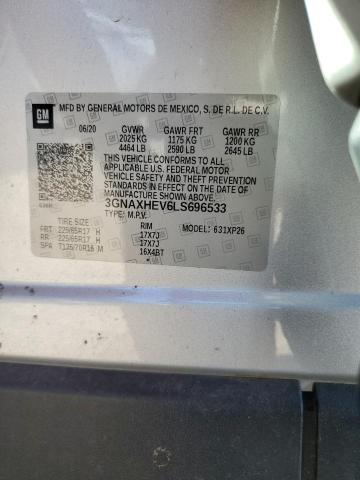 GM
MFD BY GENERAL MOTORS DE MEXICO, S. DE R.L. DE C.V.
06/20 GVWR GAWR FRT GAWR RR
2025 KG 1175 KG 1200 KG
4464 LB 2590 LB 2645 LB
THIS VEHICLE CONFORMS TO ALL
APPLICABLE U.S. FEDERAL MOTOR
VEHICLE SAFETY AND THEFT
PREVENTION STANDARDS IN EFFECT ON
THE DATE OF MANUFACTURE SHOWN ABOVE.
3GNAXHEV6LS696533
TYPE: M.P.V. MODEL: 631XP26
TIRE SIZE RIM
FRT 225/65R17 H 17X7J
RR 225/65R17 H 17X7J
SPA T125/70R16 M 16X4BT